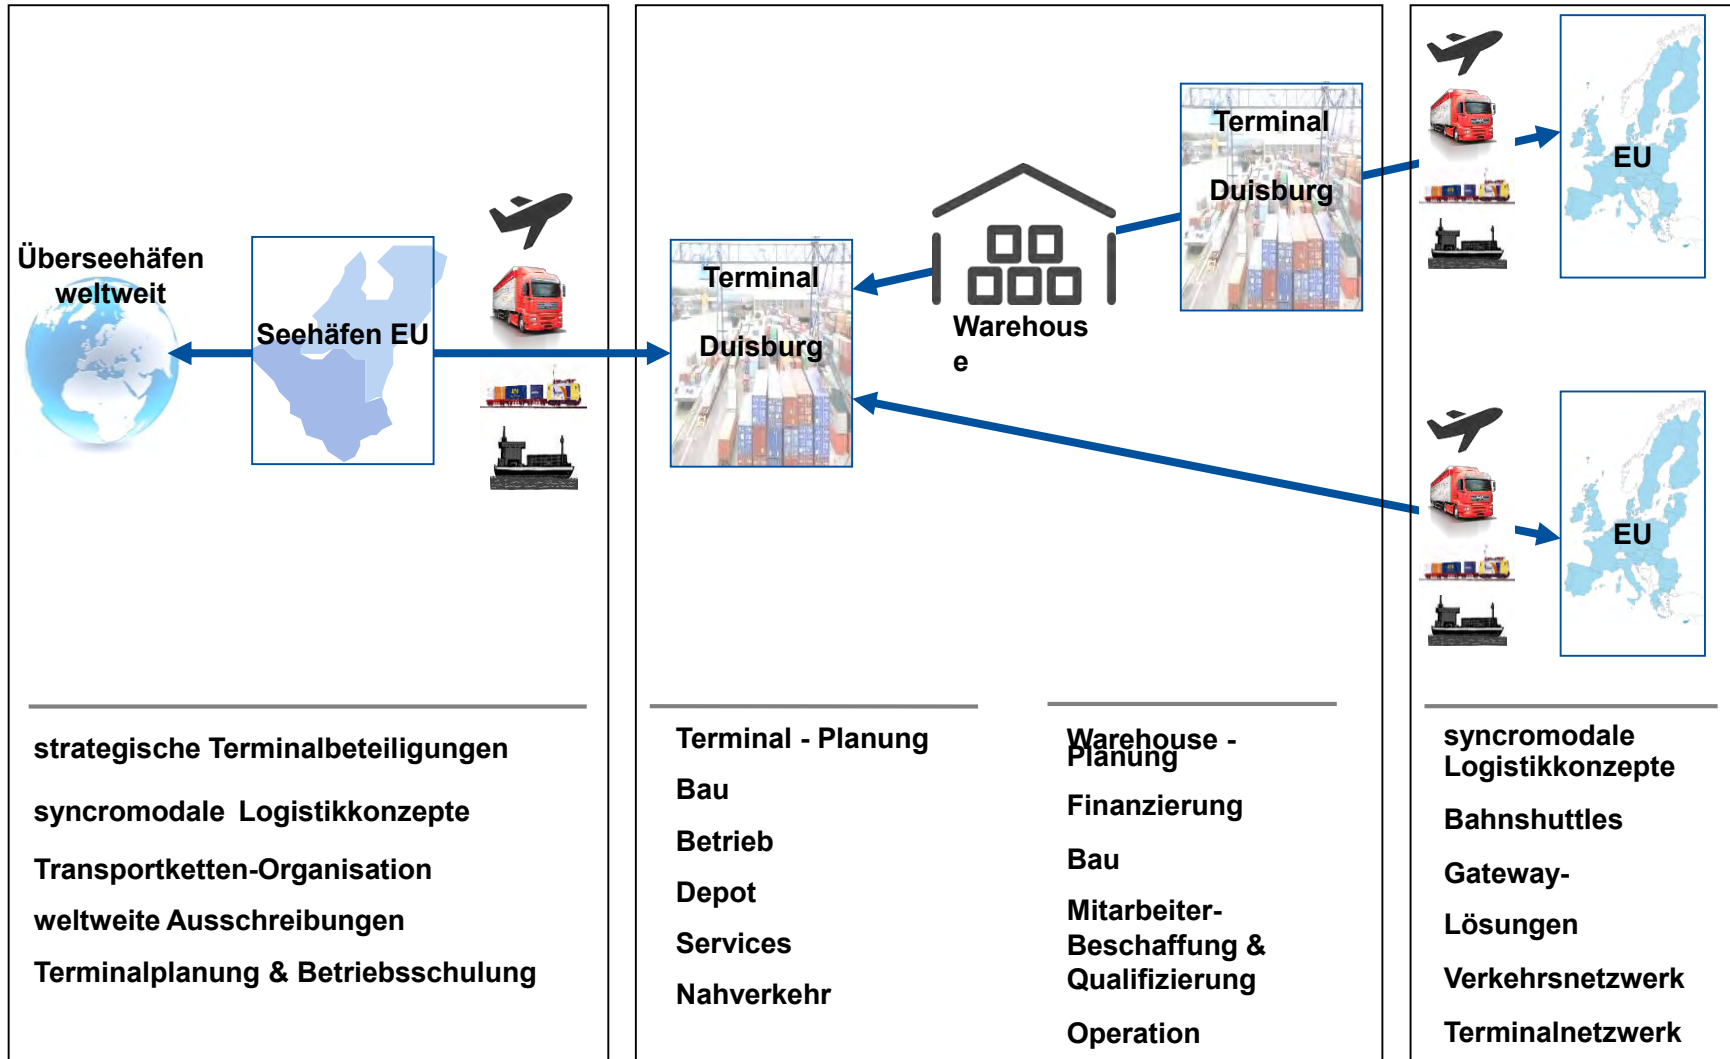 Überseehäfen
weltweit
Seehäfen EU
Terminal
Duisburg
Warehous
e
Terminal
Duisburg
EU
EU
strategische Terminalbeteiligungen
syncromodale Logistikkonzepte
Transportketten-Organisation
weltweite Ausschreibungen
Terminalplanung & Betriebsschulung
Terminal - Planung
Bau
Betrieb
Depot
Services
Nahverkehr
Warehouse -
Planung
Finanzierung
Bau
Mitarbeiter-
Beschaffung &
Qualifizierung
Operation
syncromodale
Logistikkonzepte
Bahnshuttles
Gateway-
Lösungen
Verkehrsnetzwerk
Terminalnetzwerk